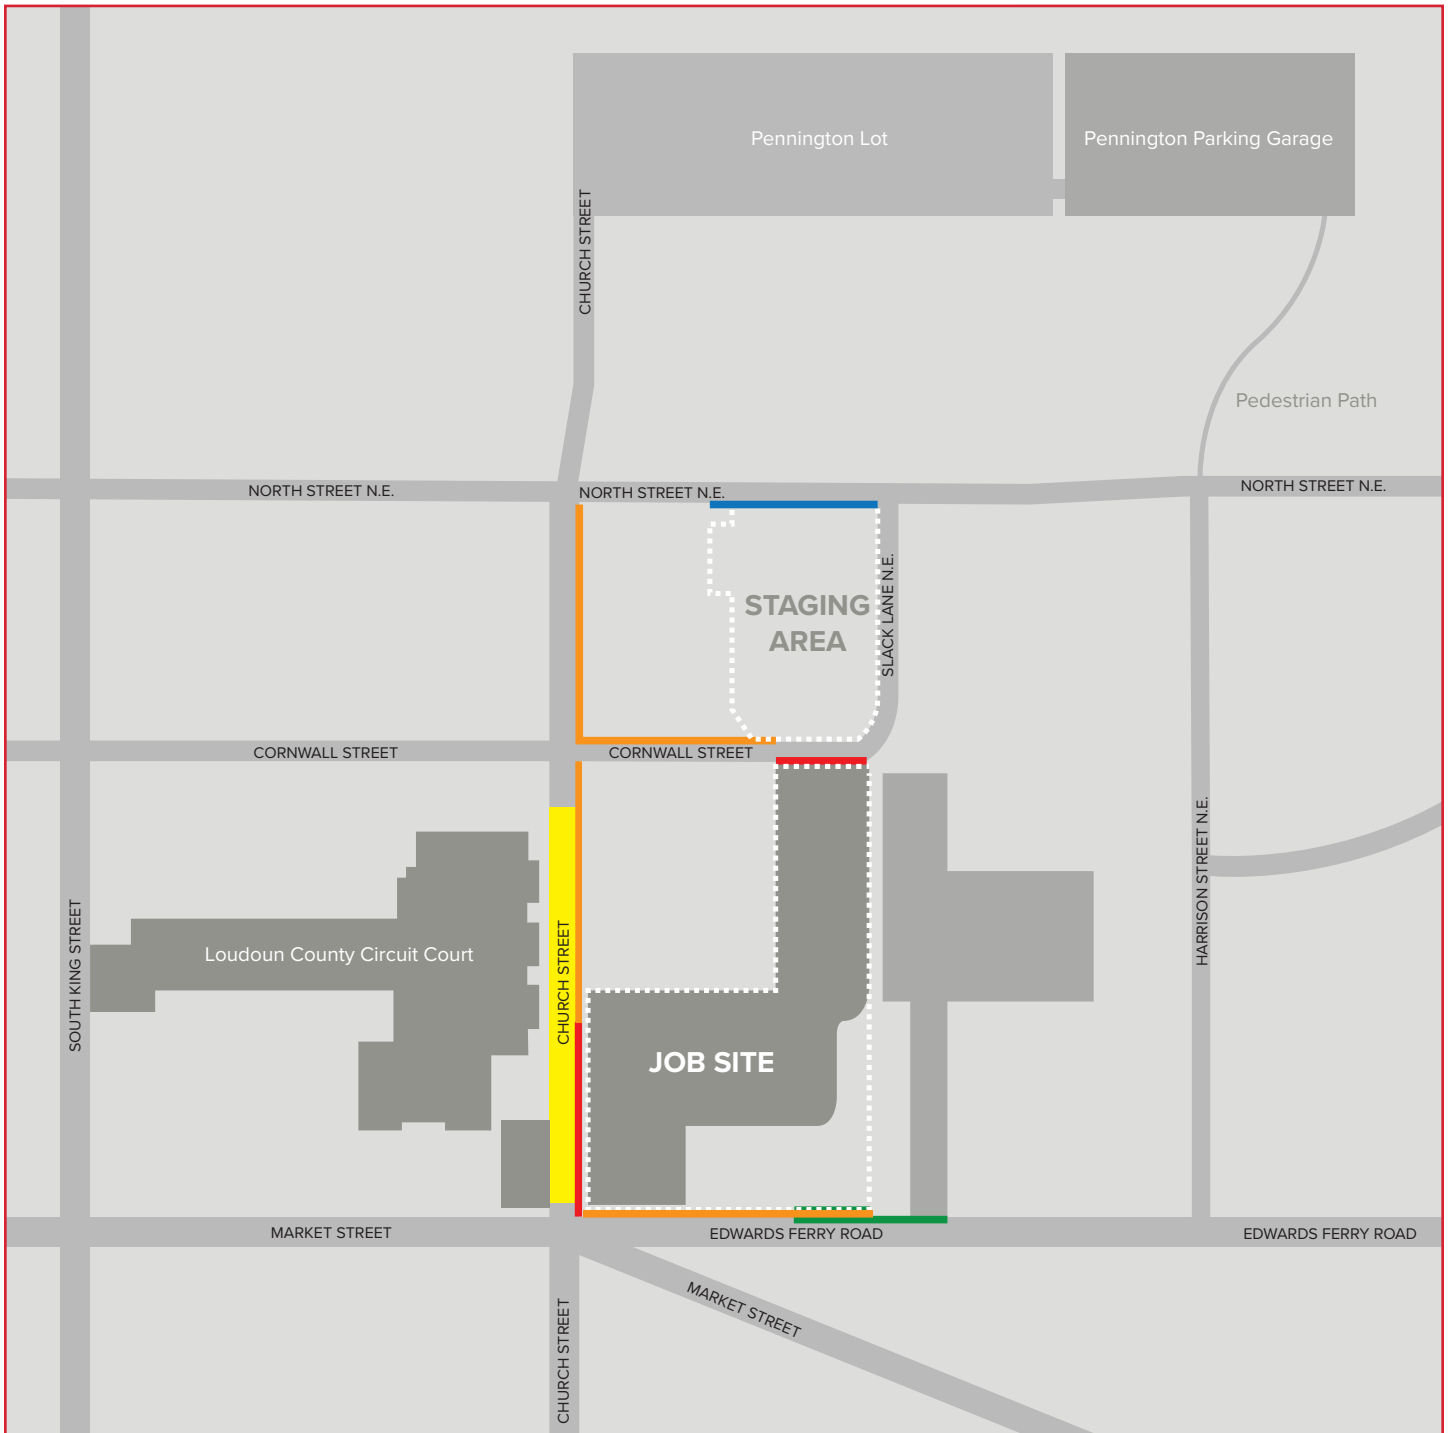 Pennington Lot
Pennington Parking Garage
CHURCH STREET
Pedestrian Path
NORTH STREET N.E.
NORTH STREET N.E.
NORTH STREET N.E.
STAGING
AREA
SLACK LANE N.E.
CORNWALL STREET
CORNWALL STREET
HARRISON STREET N.E.
SOUTH KING STREET
Loudoun County Circuit Court
CHURCH STREET
JOB SITE
MARKET STREET
EDWARDS FERRY ROAD
EDWARDS FERRY ROAD
MARKET STREET
CHURCH STREET